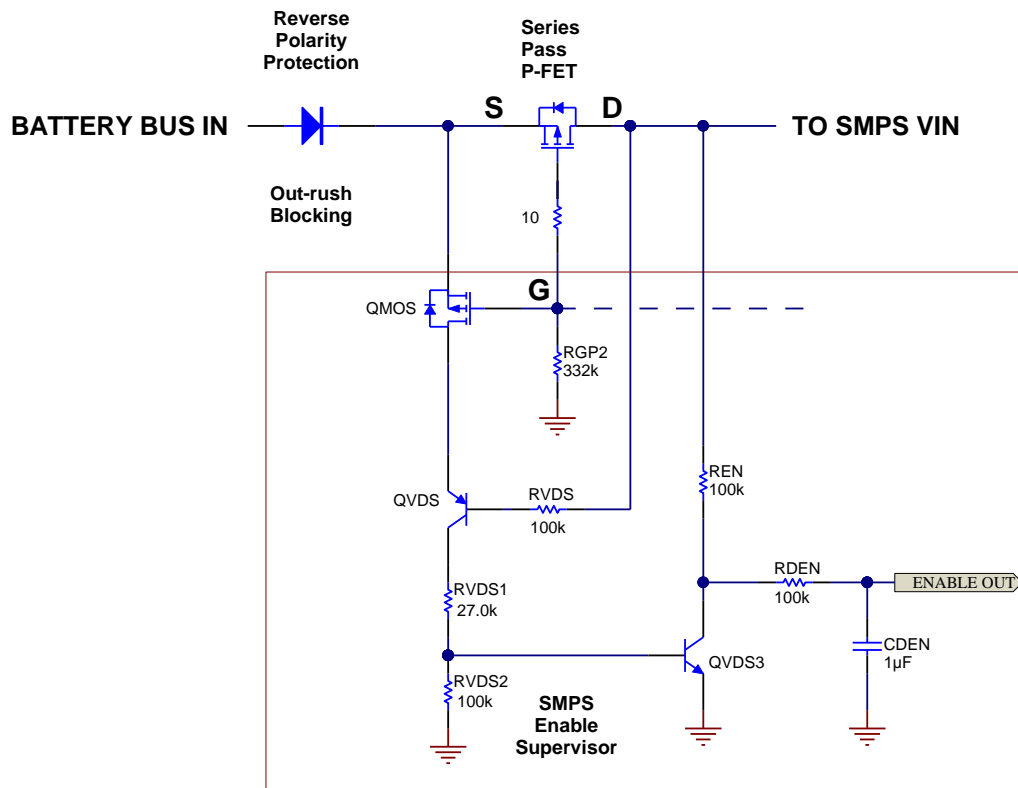 Reverse
Polarity
Protection
Series
Pass
P-FET
BATTERY BUS IN
S
D
TO SMPS VIN
Out-rush
Blocking
10
QMOS
G
RGP2
332k
QVDS
RVDS
100k
REN
100k
RVDS1
27.0k
RDEN
100k
ENABLE OUT
CDEN
1µF
QVDS3
RVDS2
100k
SMPS
Enable
Supervisor